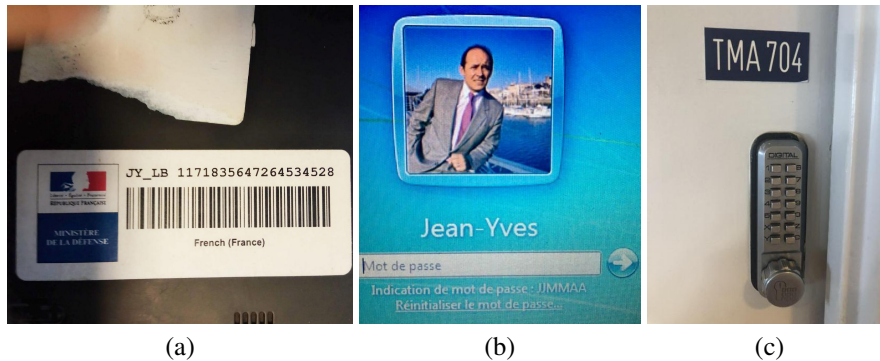 JY_LB 1171835647264534528
RÉPUBLIQUE FRANÇAISE
MINISTÈRE
DE LA DÉFENSE
French (France)
Jean-Yves
Mot de passe
Indication de mot de passe : JJMMAA
Réinitialiser le mot de passe...
TMA 704
DIGITAL
(a)
(b)
(c)